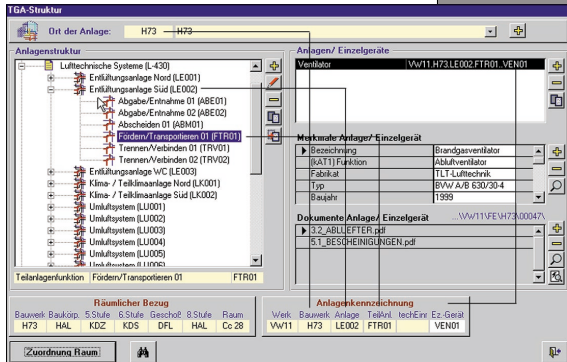 TGA-Struktur
Ort der Anlage: H73 H73
Anlagenstruktur
Lufttechnische Systeme (L-430)
Entlüftungsanlage Nord (LE001)
Entlüftungsanlage Süd (LE002)
Abgabe/Entnahme 01 (ABE01)
Abgabe/Entnahme 02 (ABE02)
Abscheiden 01 (ABM01)
Fördern/Transportieren 01 (FTR01)
Trennen/Verbinden 01 (TRV01)
Trennen/Verbinden 02 (TRV02)
Entlüftungsanlage WC (LE003)
Klima- / Teilklimaanlage Nord (LK001)
Klima- / Teilklimaanlage Süd (LK002)
Umluftsystem (LU001)
Umluftsystem (LU002)
Umluftsystem (LU003)
Umluftsystem (LU004)
Umluftsystem (LU005)
Umluftsystem (LU006)
Teilanlagenfunktion Fördern/Transportieren 01 FTR01
Anlagen/ Einzelgeräte
Ventilator VW11.H73.LE002.FTR01..VEN01
Merkmale Anlage/ Einzelgerät
Bezeichnung Brandgasventilator
(kAT1) Funktion Abluftventilator
Fabrikat TLT-Lufttechnik
Typ BVW A/B 630/30-4
Baujahr 1999
Dokumente Anlage/ Einzelgerät ...\VW11\FE\H73\00047\
3.2_ABLUEFTER.pdf
5.1_BESCHEINIGUNGEN.pdf
Räumlicher Bezug
Bauwerk Baukörp. 5.Stufe 6.Stufe Geschoß 8.Stufe Raum
H73 HAL KDZ KDS DFL HAL Cc 28
Anlagenkennzeichnung
Werk Bauwerk Anlage TeilAnl. techEinr Ez.-Gerät
VW11 H73 LE002 FTR01 VEN01
Zuordnung Raum